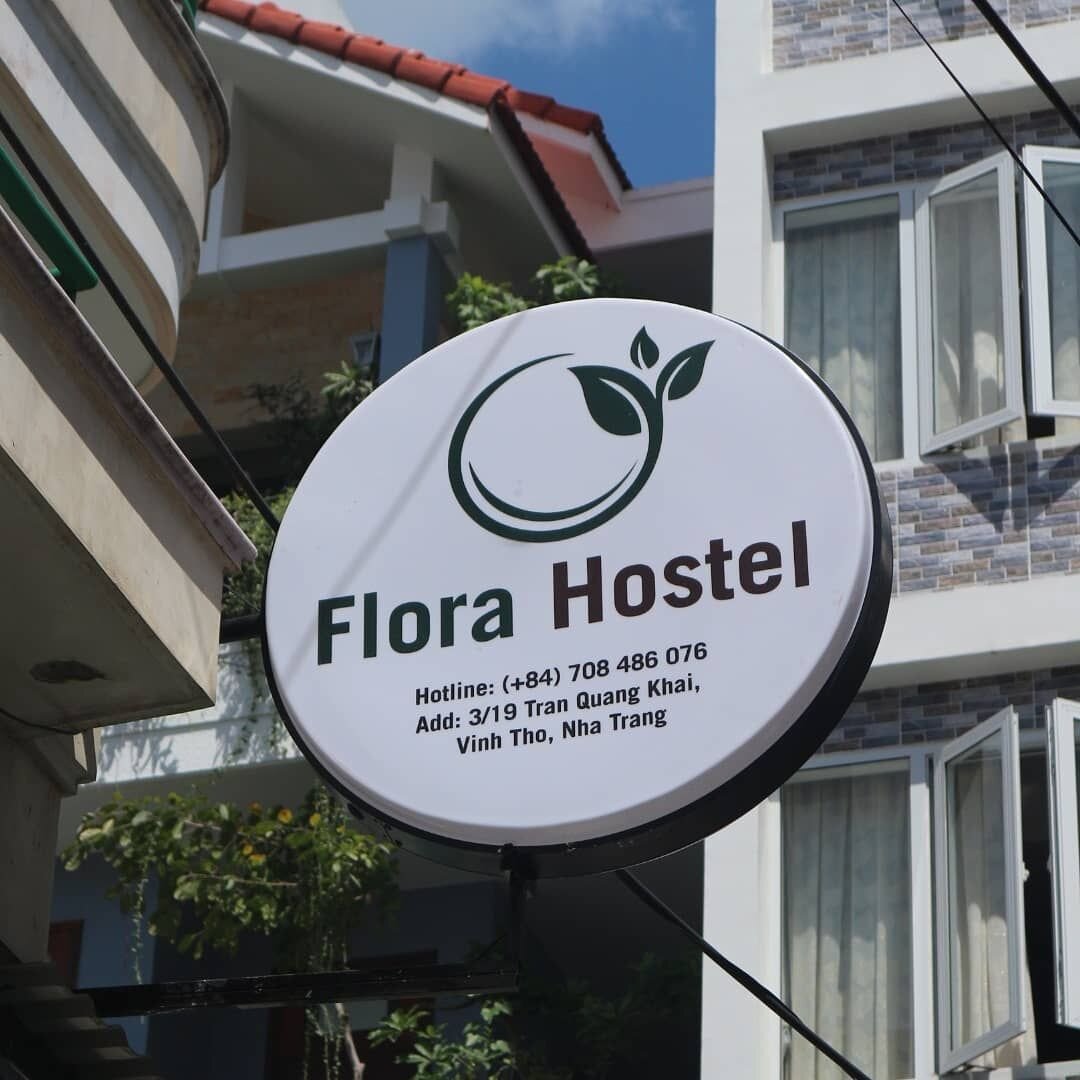 Flora Hostel
Hotline: (+84) 708 486 076
Add: 3/19 Tran Quang Khai,
Vinh Tho, Nha Trang